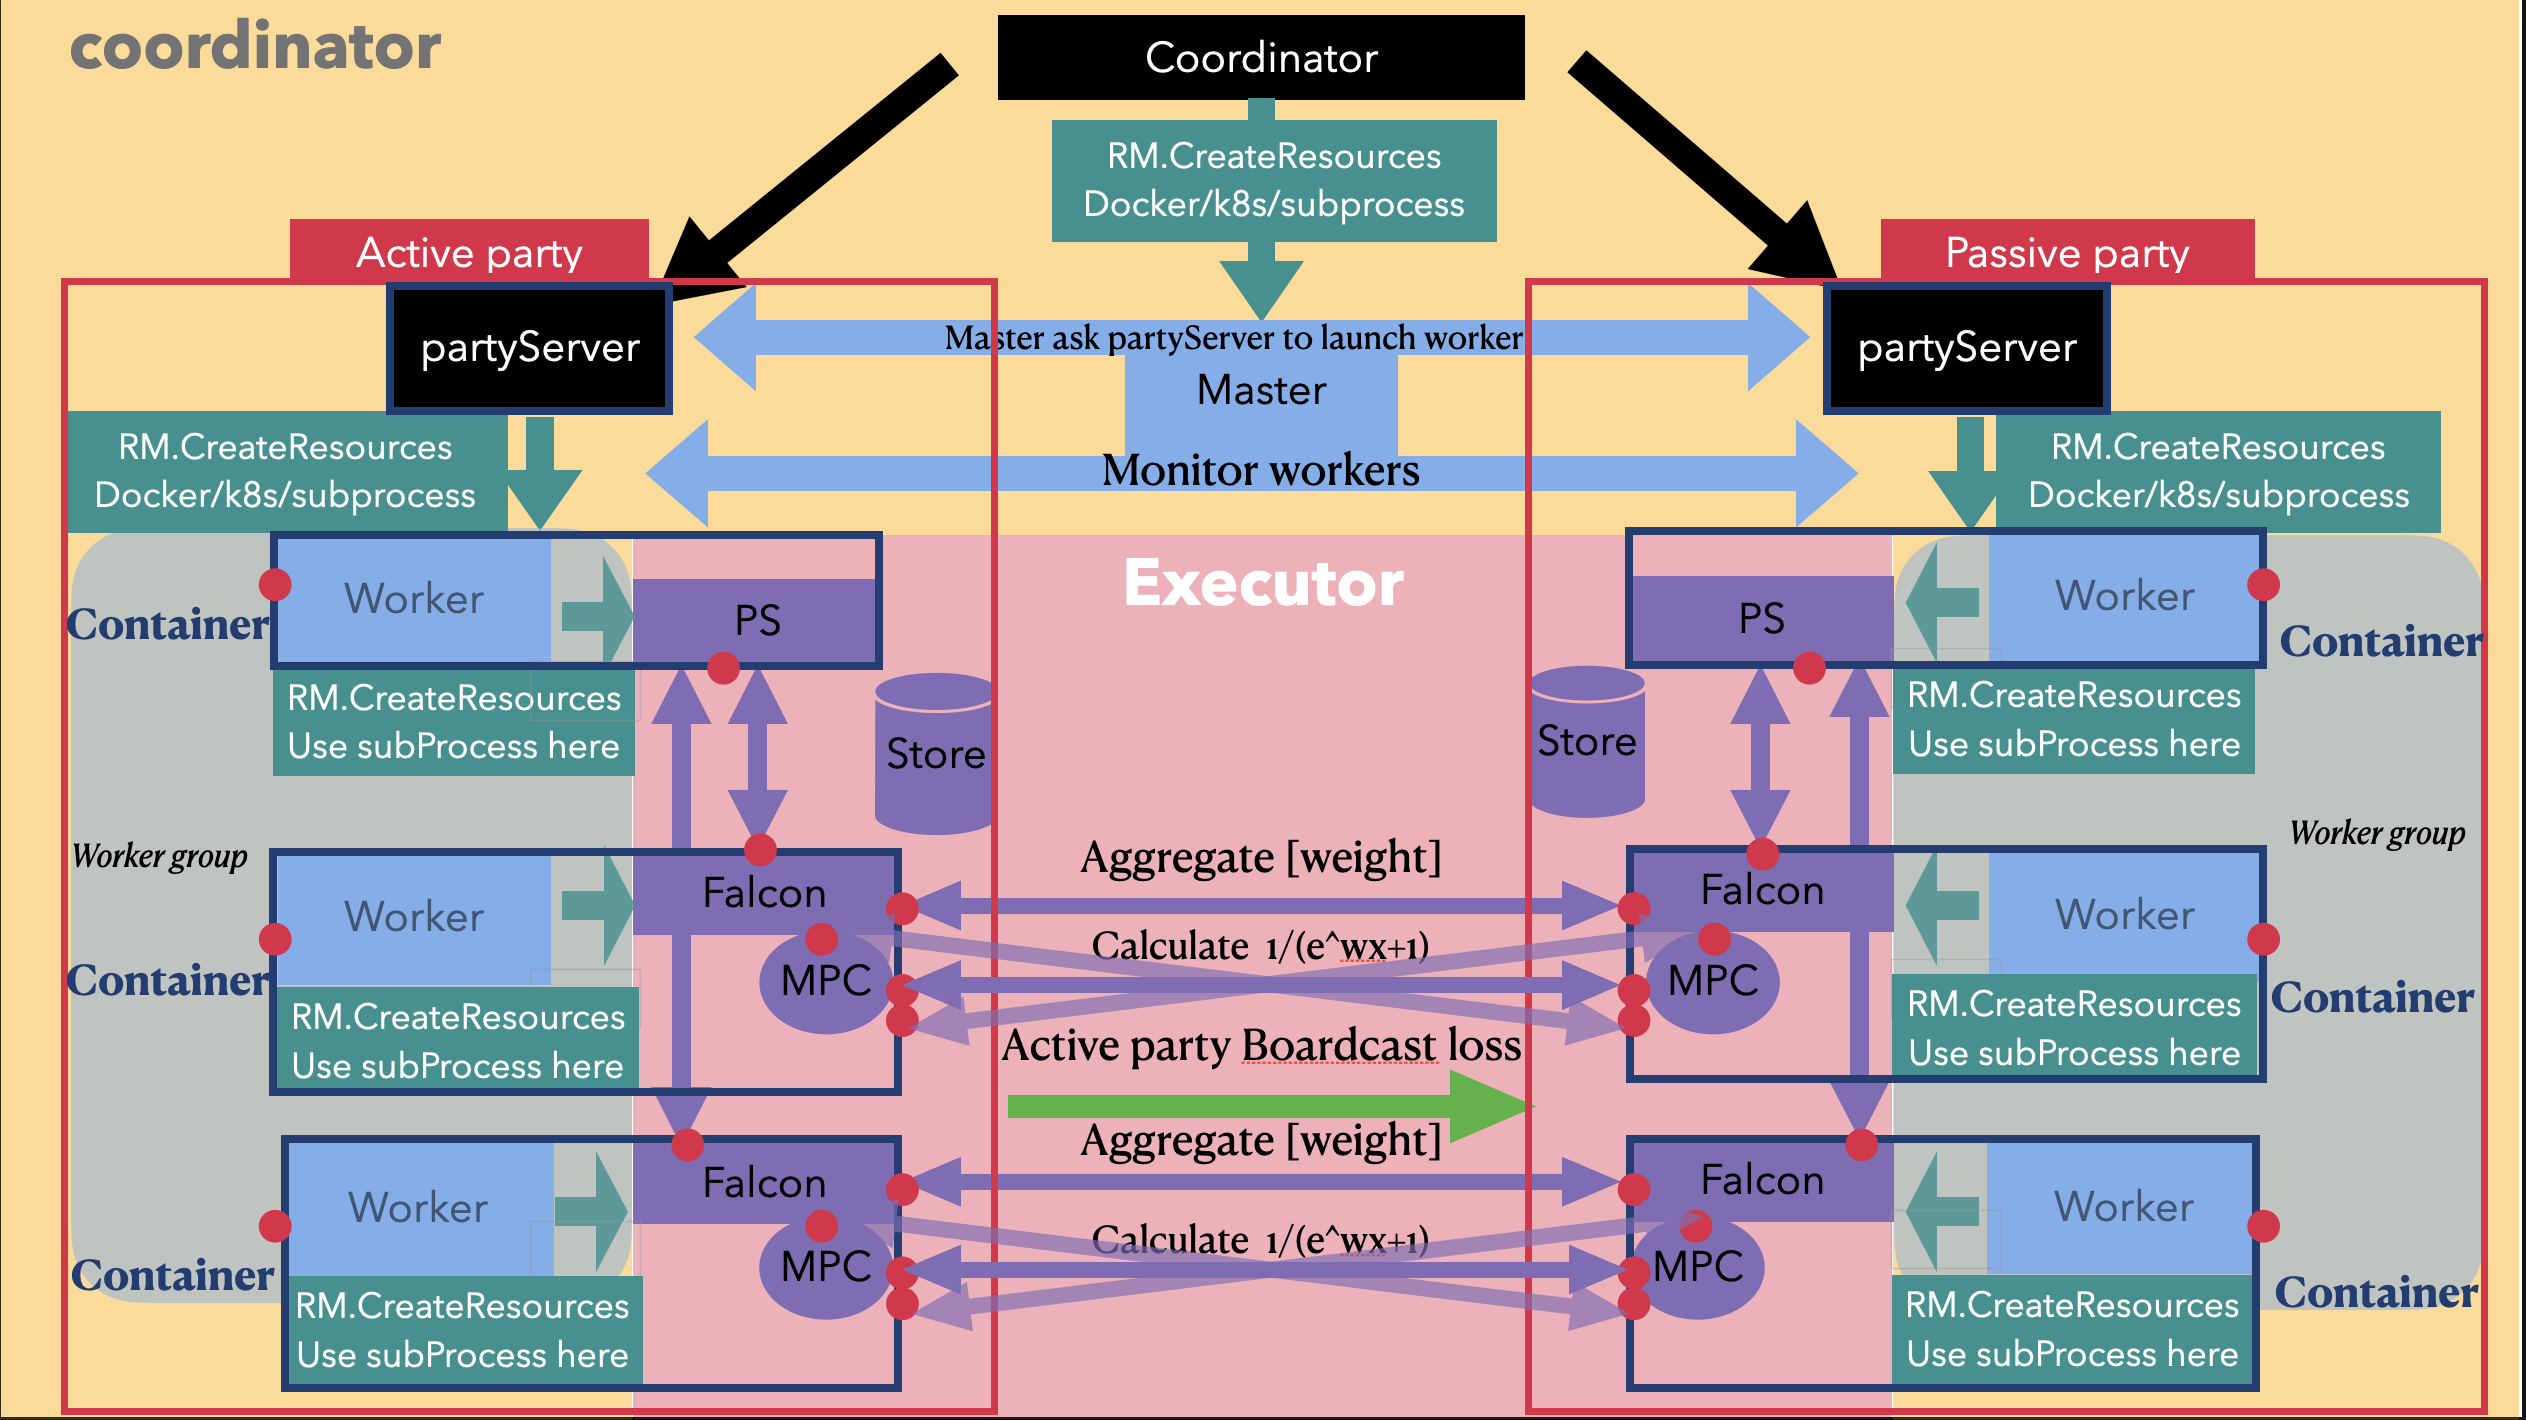 coordinator
Coordinator
RM.CreateResources
Docker/k8s/subprocess
Active party
Passive party
partyServer
Master ask partyServer to launch worker
partyServer
Master
RM.CreateResources
Docker/k8s/subprocess
Monitor workers
RM.CreateResources
Docker/k8s/subprocess
Executor
Container
Worker
PS
PS
Worker
Container
RM.CreateResources
Use subProcess here
Store
Store
RM.CreateResources
Use subProcess here
Worker group
Worker group
Aggregate [weight]
Worker
Falcon
Falcon
Worker
Calculate 1/(e^wx+1)
Container
MPC
MPC
Container
RM.CreateResources
Use subProcess here
RM.CreateResources
Use subProcess here
Active party Boardcast loss
Aggregate [weight]
Worker
Falcon
Falcon
Worker
Calculate 1/(e^wx+1)
Container
MPC
MPC
Container
RM.CreateResources
Use subProcess here
RM.CreateResources
Use subProcess here